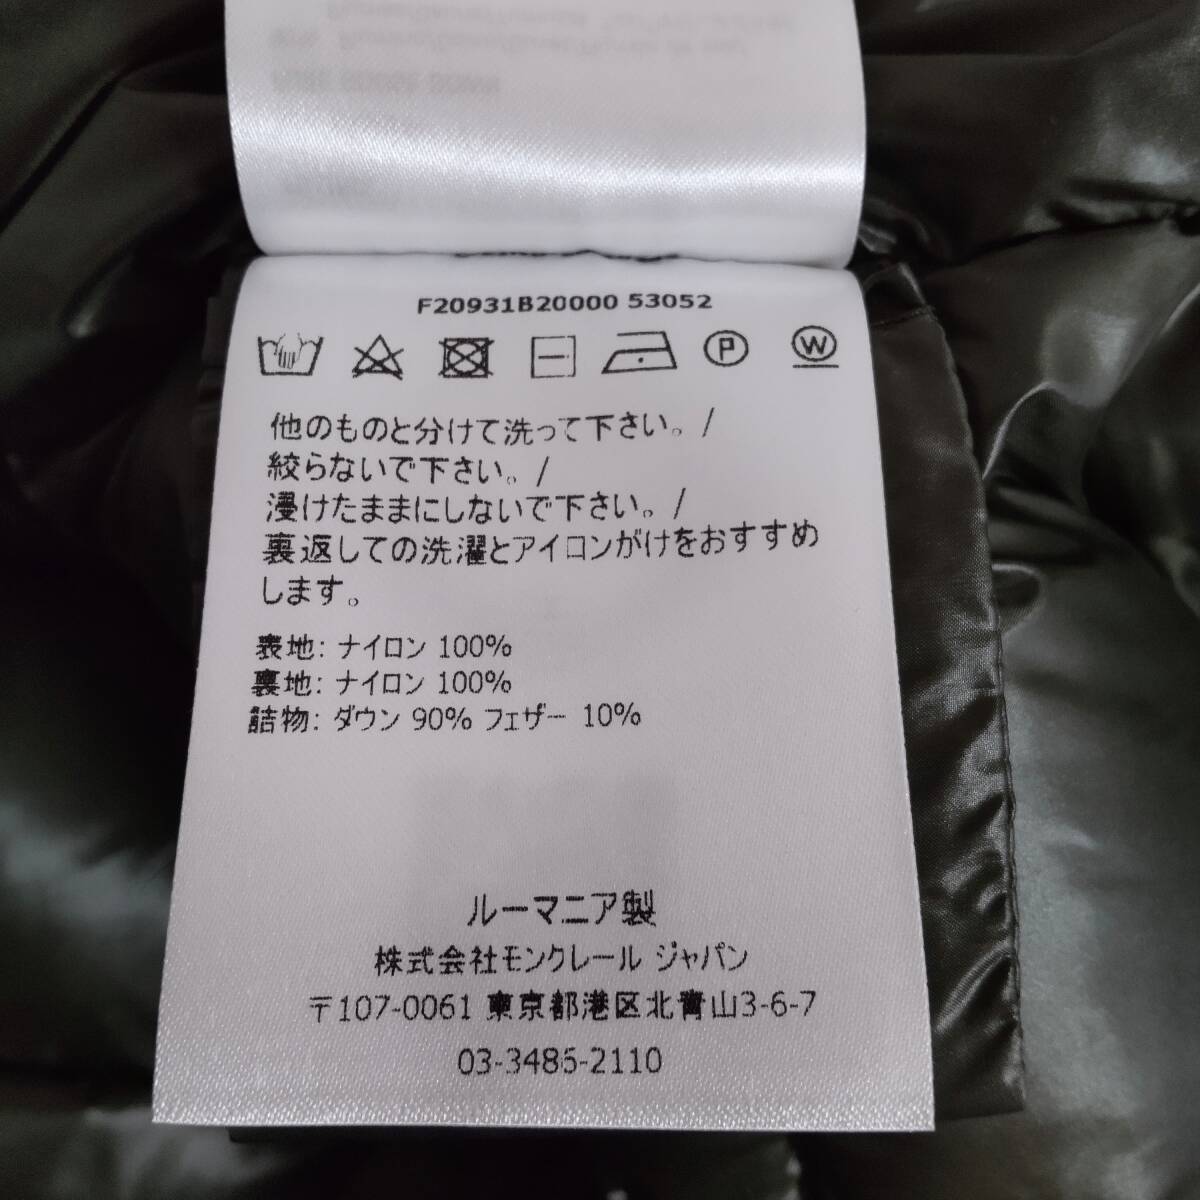 F20931B20000 53052
P
W
他のものと分けて洗って下さい。/
絞らないで下さい。/
浸けたままにしないで下さい。/
裏返しての洗濯とアイロンがけをおすすめ
します。
表地: ナイロン 100%
裏地: ナイロン 100%
詰物: ダウン 90% フェザー 10%
ルーマニア製
株式会社モンクレール ジャパン
〒107-0061 東京都港区北青山3-6-7
03-3486-2110